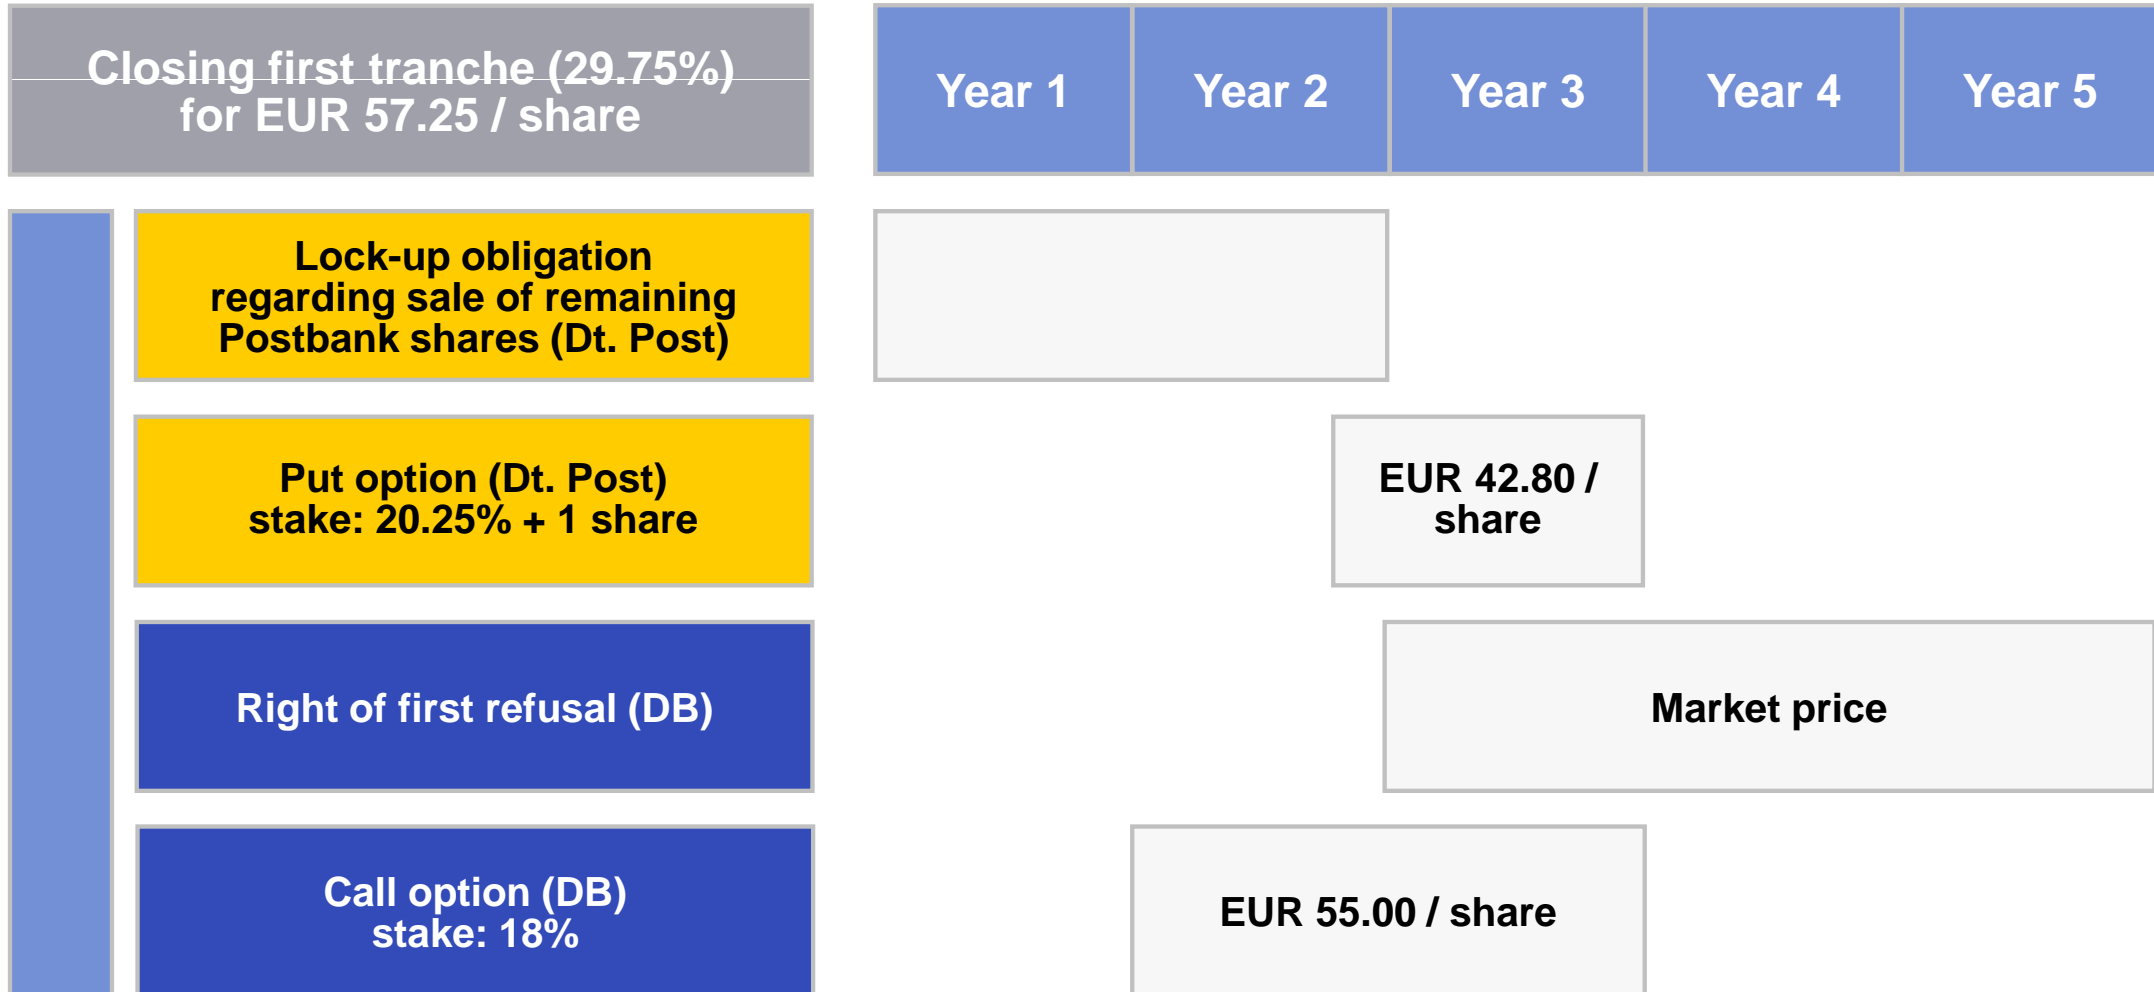 Closing first tranche (29.75%)
for EUR 57.25 / share
Year 1
Year 2
Year 3
Year 4
Year 5
Lock-up obligation
regarding sale of remaining
Postbank shares (Dt. Post)
Put option (Dt. Post)
stake: 20.25% + 1 share
EUR 42.80 /
share
Right of first refusal (DB)
Market price
Call option (DB)
stake: 18%
EUR 55.00 / share